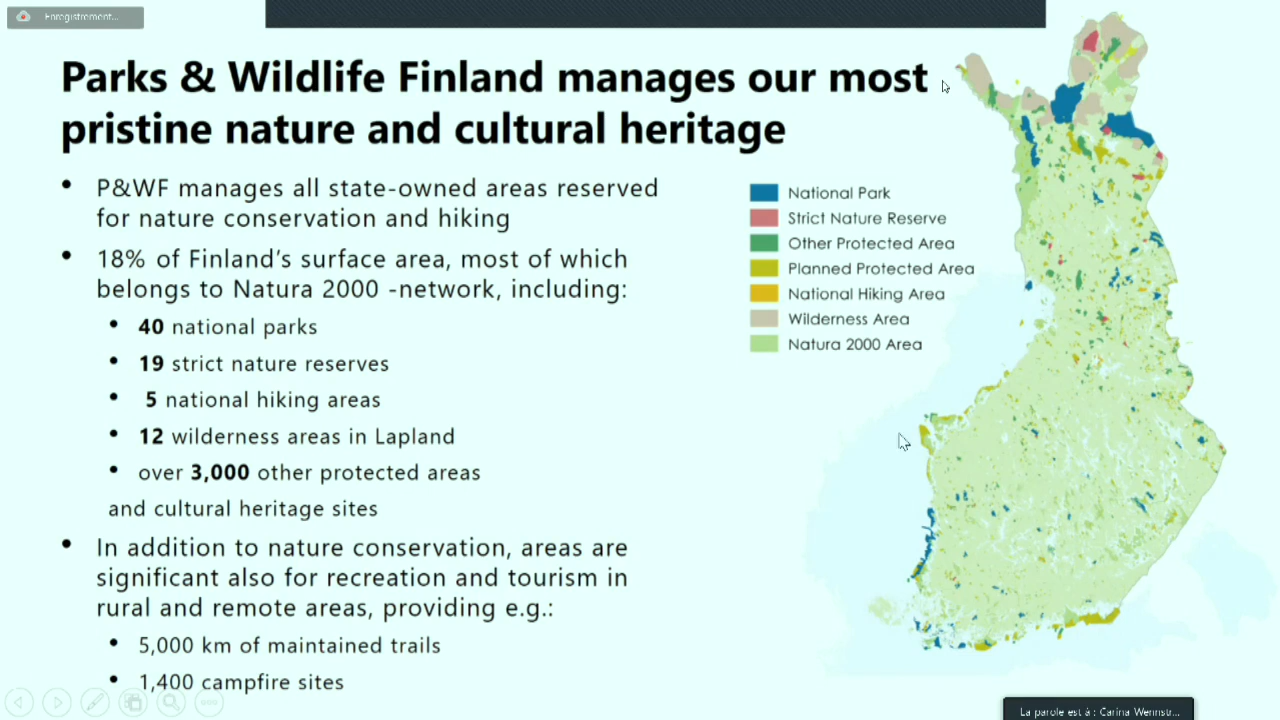 Enregistrement...
Parks & Wildlife Finland manages our most
pristine nature and cultural heritage
• P&WF manages all state-owned areas reserved
for nature conservation and hiking
• 18% of Finland's surface area, most of which
belongs to Natura 2000 -network, including:
• 40 national parks
• 19 strict nature reserves
• 5 national hiking areas
• 12 wilderness areas in Lapland
• over 3,000 other protected areas
and cultural heritage sites
• In addition to nature conservation, areas are
significant also for recreation and tourism in
rural and remote areas, providing e.g.:
• 5,000 km of maintained trails
• 1,400 campfire sites
National Park
Strict Nature Reserve
Other Protected Area
Planned Protected Area
National Hiking Area
Wilderness Area
Natura 2000 Area
La parole est à : Carina Wennstr...